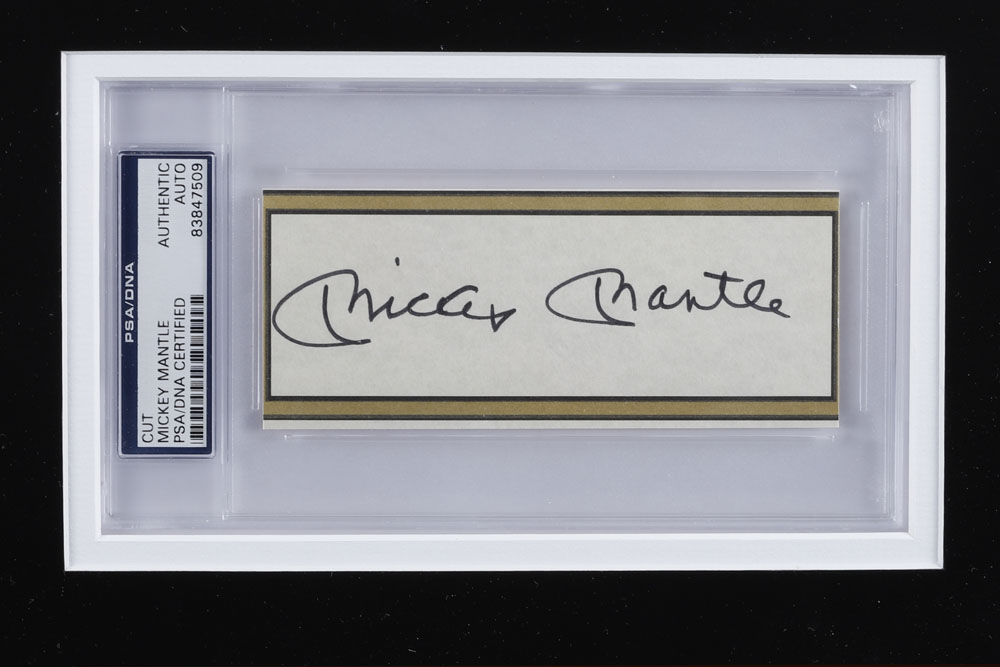 PSA/DNA
CUT
MICKEY MANTLE
PSA/DNA CERTIFIED
AUTHENTIC
AUTO
83847509
Mickey Mantle